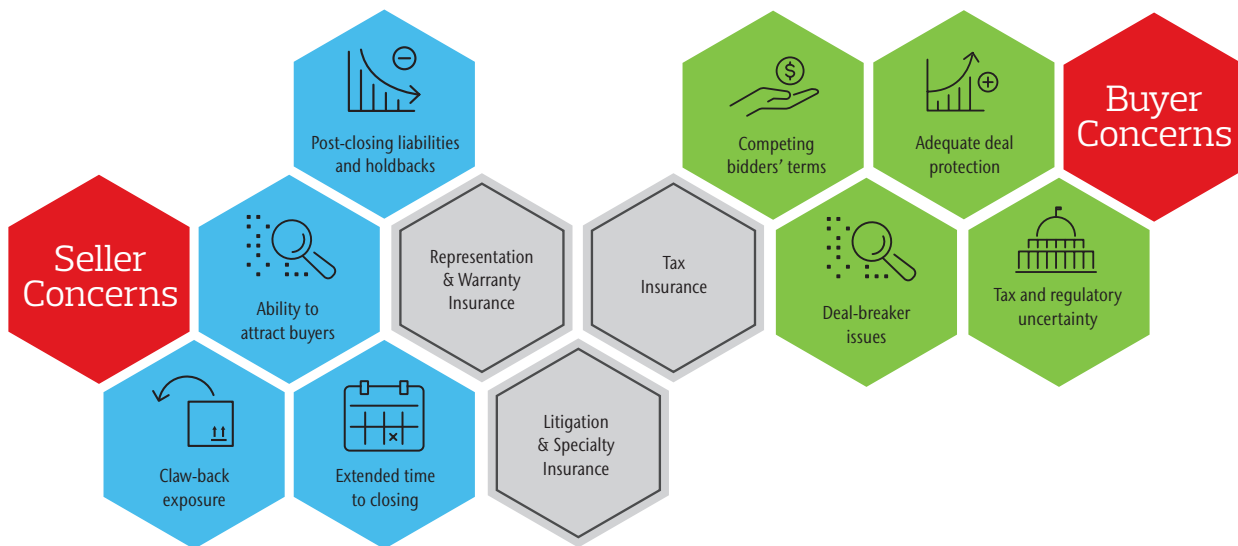 Seller
Concerns
Post-closing liabilities
and holdbacks
Ability to
attract buyers
Claw-back
exposure
Extended time
to closing
Representation
& Warranty
Insurance
Tax
Insurance
Litigation
& Specialty
Insurance
$
Competing
bidders’ terms
Adequate deal
protection
Deal-breaker
issues
Tax and regulatory
uncertainty
Buyer
Concerns